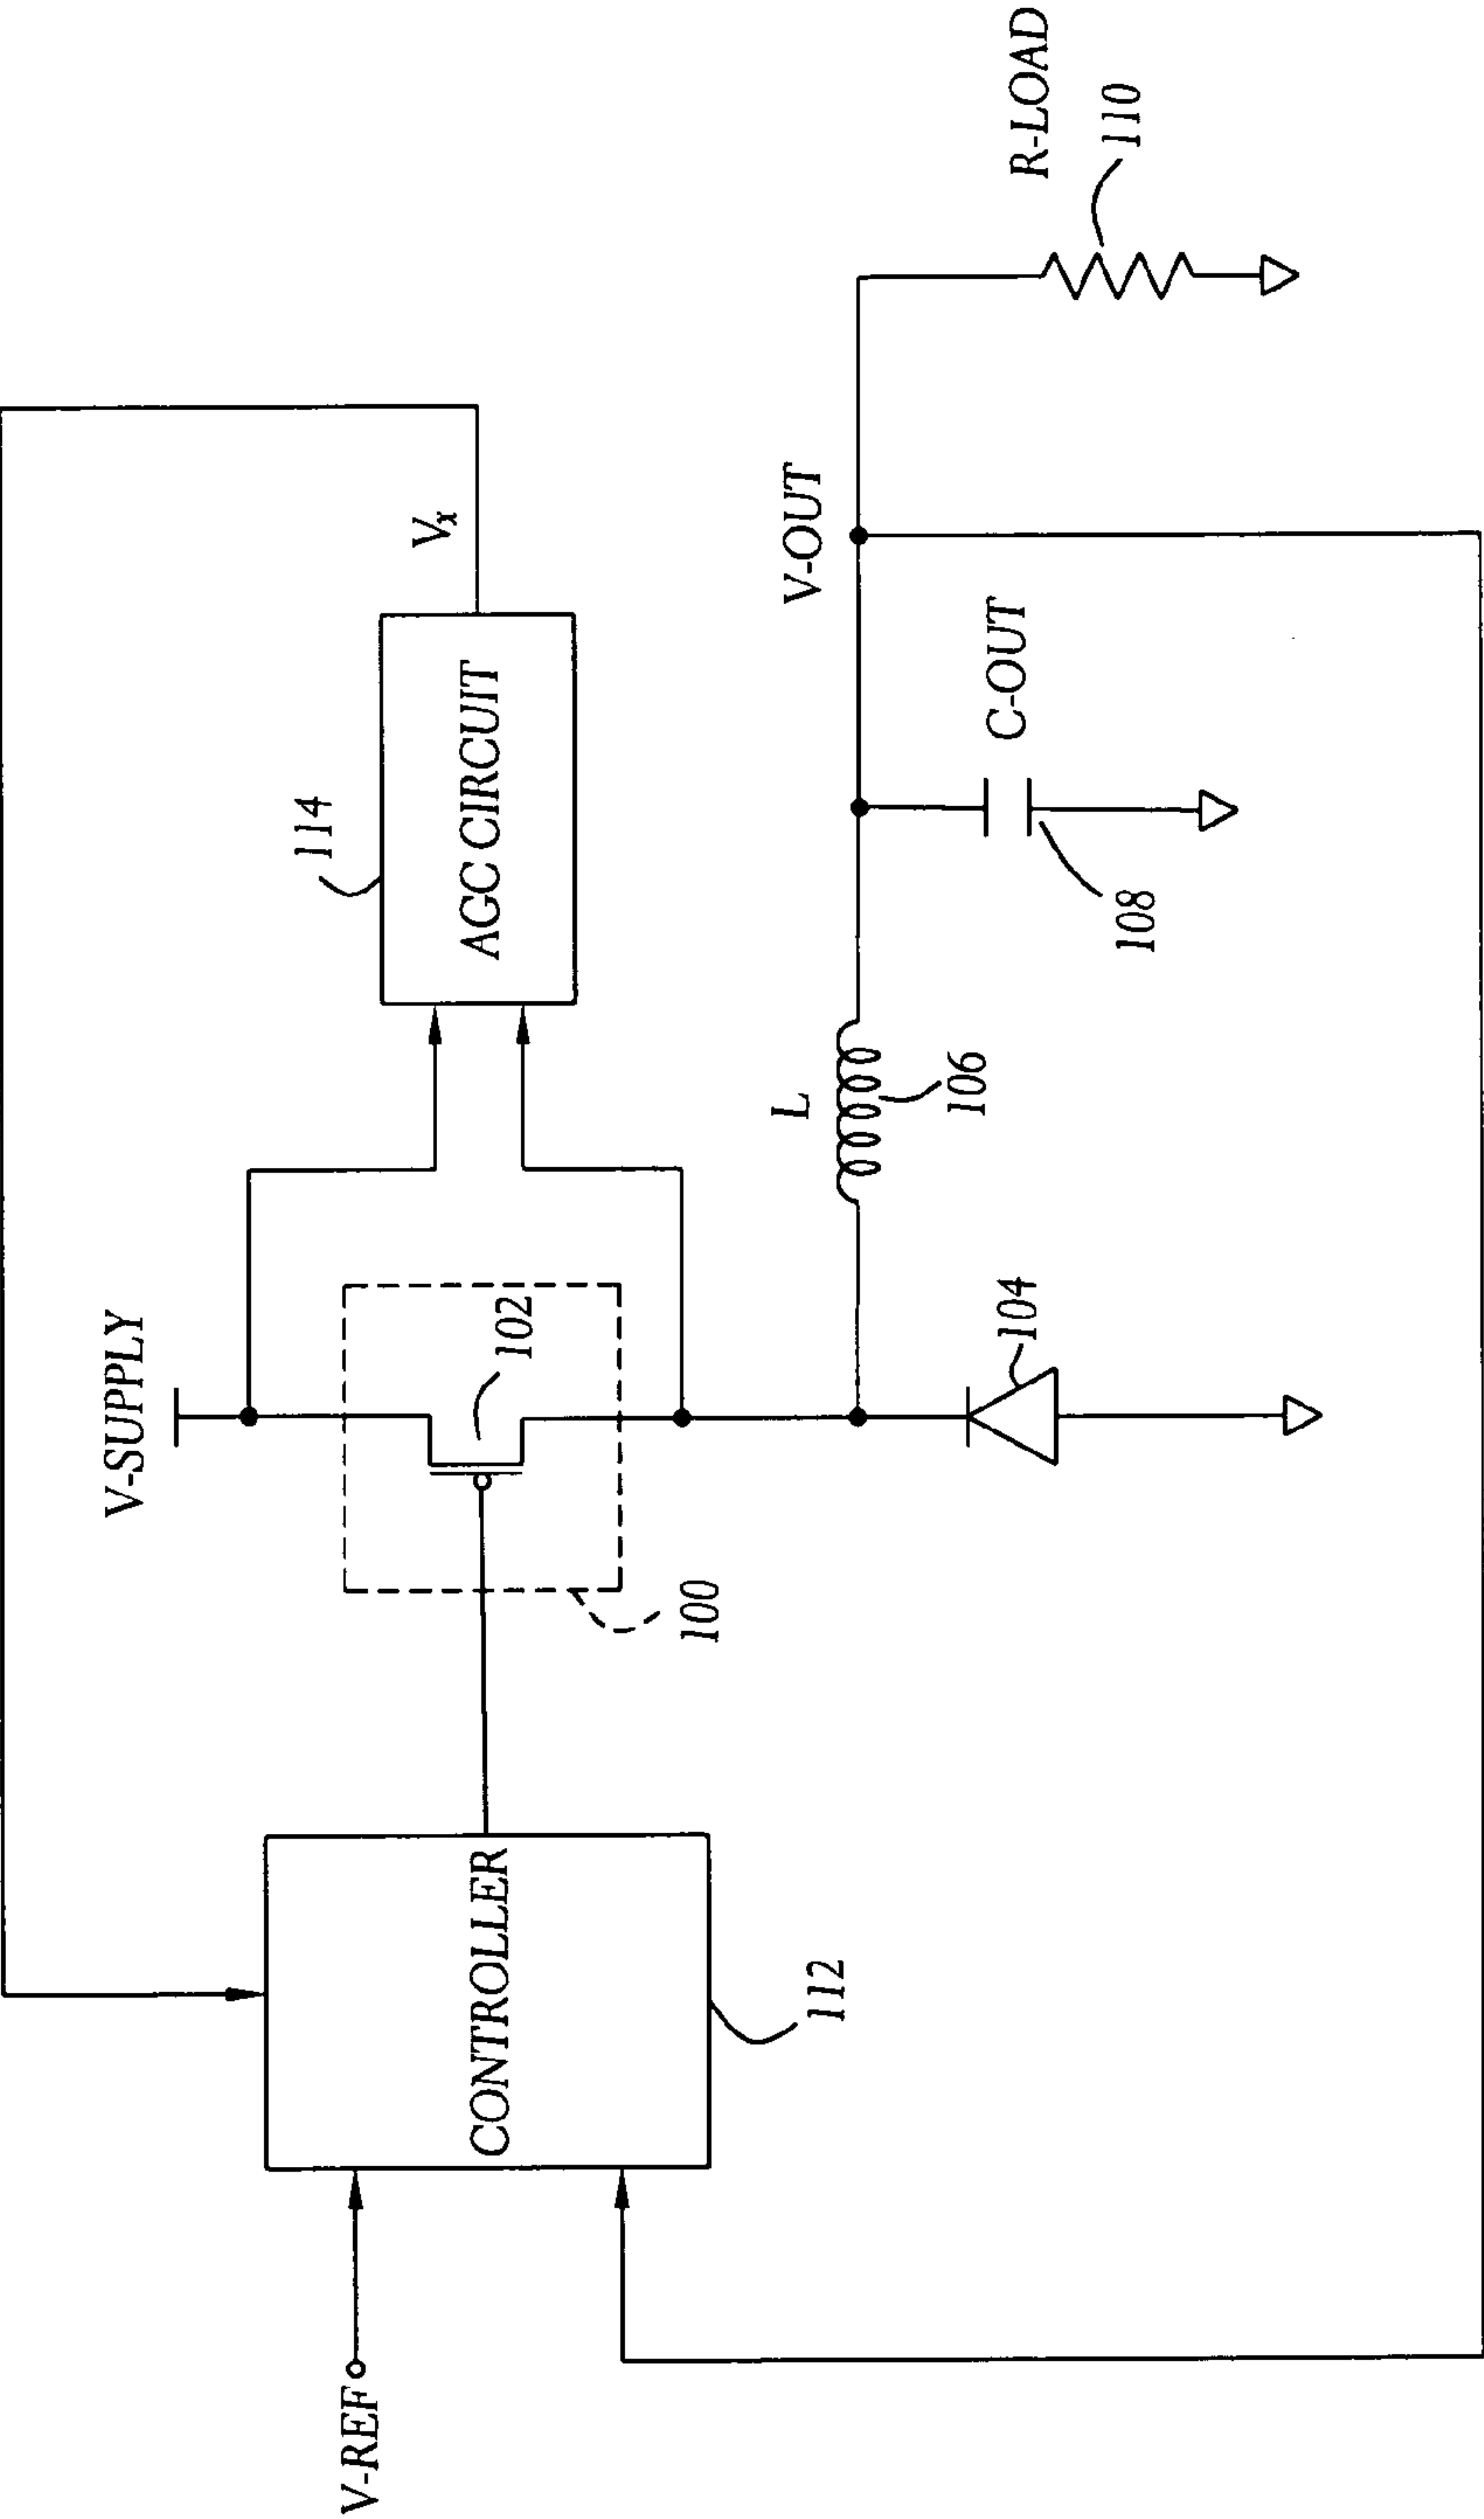 V-SUPPLY
114
Vx
AGC CIRCUIT
V-REF
CONTROLLER
102
100
112
L
106
V-OUT
C-OUT
108
R-LOAD
110
104